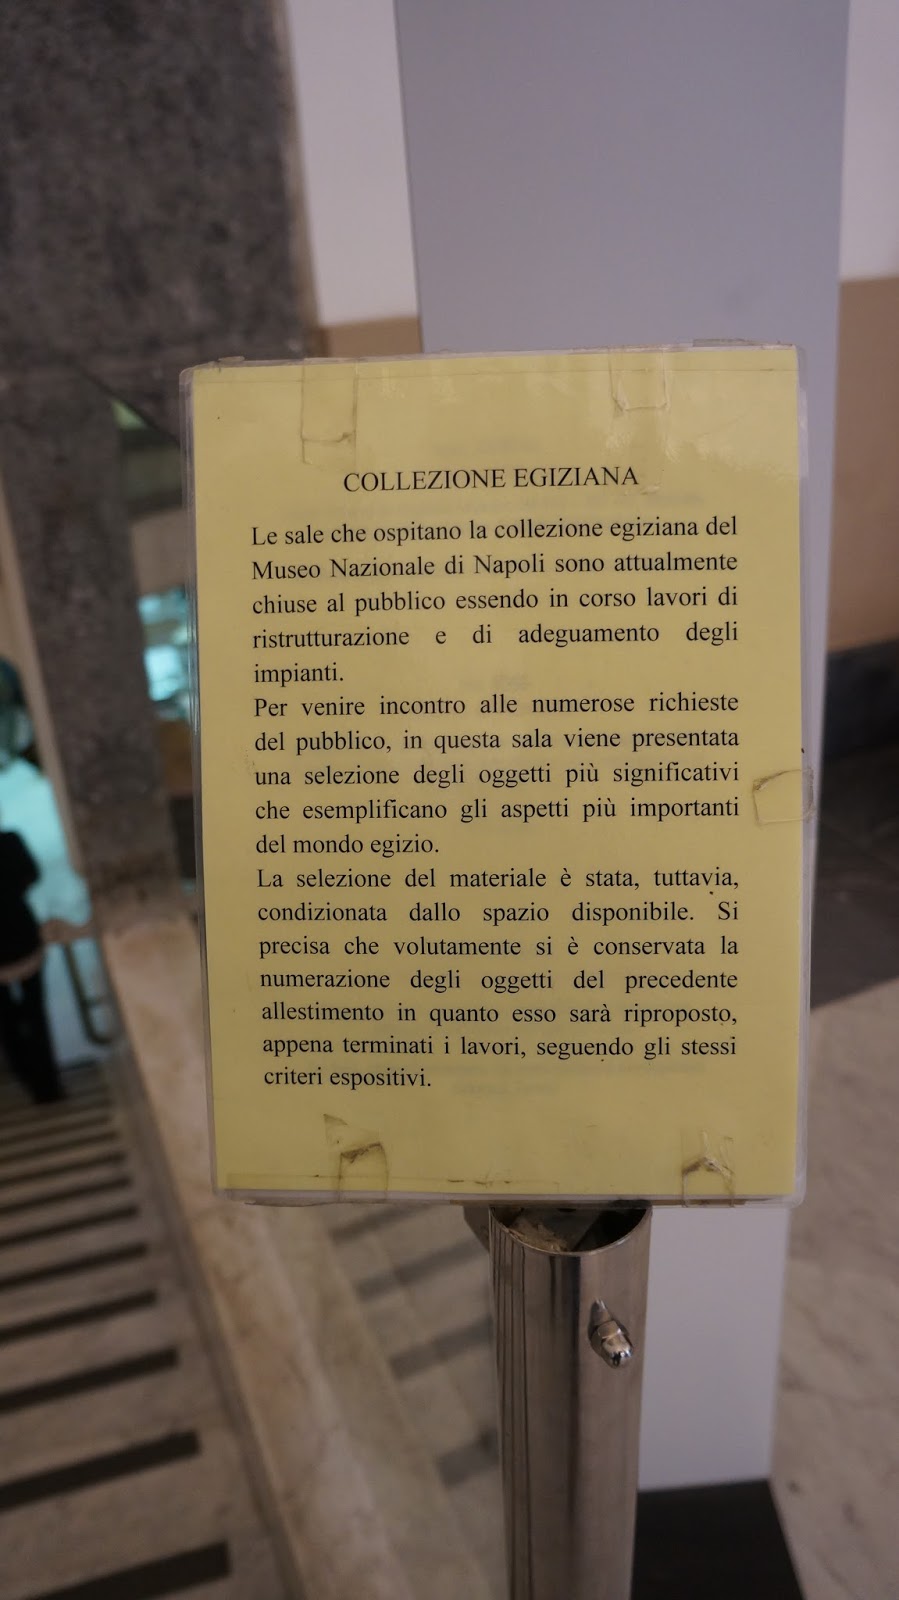 COLLEZIONE EGIZIANA
Le sale che ospitano la collezione egiziana del
Museo Nazionale di Napoli sono attualmente
chiuse al pubblico essendo in corso lavori di
ristrutturazione e di adeguamento degli
impianti.
Per venire incontro alle numerose richieste
del pubblico, in questa sala viene presentata
una selezione degli oggetti più significativi
che esemplificano gli aspetti più importanti
del mondo egizio.
La selezione del materiale è stata, tuttavia,
condizionata dallo spazio disponibile. Si
precisa che volutamente si è conservata la
numerazione degli oggetti del precedente
allestimento in quanto esso sarà riproposto,
appena terminati i lavori, seguendo gli stessi
criteri espositivi.